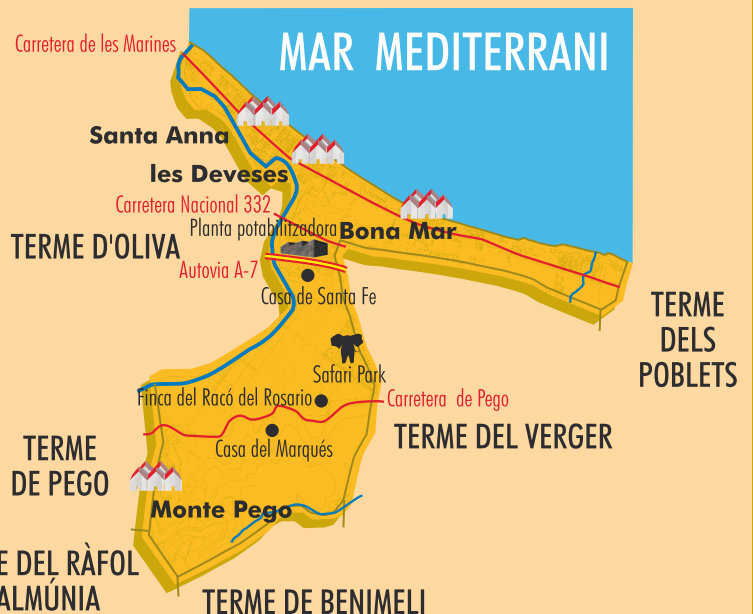 Carretera de les Marines
MAR MEDITERRANI
Santa Anna
les Deveses
Carretera Nacional 332
Planta potabilitzadora
Bona Mar
TERME D'OLIVA
Autovia A-7
Casa de Santa Fe
TERME
DELS
POBLETS
Safari Park
Finca del Racó del Rosario
Carretera de Pego
TERME DEL VERGER
Casa del Marqués
TERME
DE PEGO
Monte Pego
E DEL RÀFOL
ALMÚNIA
TERME DE BENIMELI